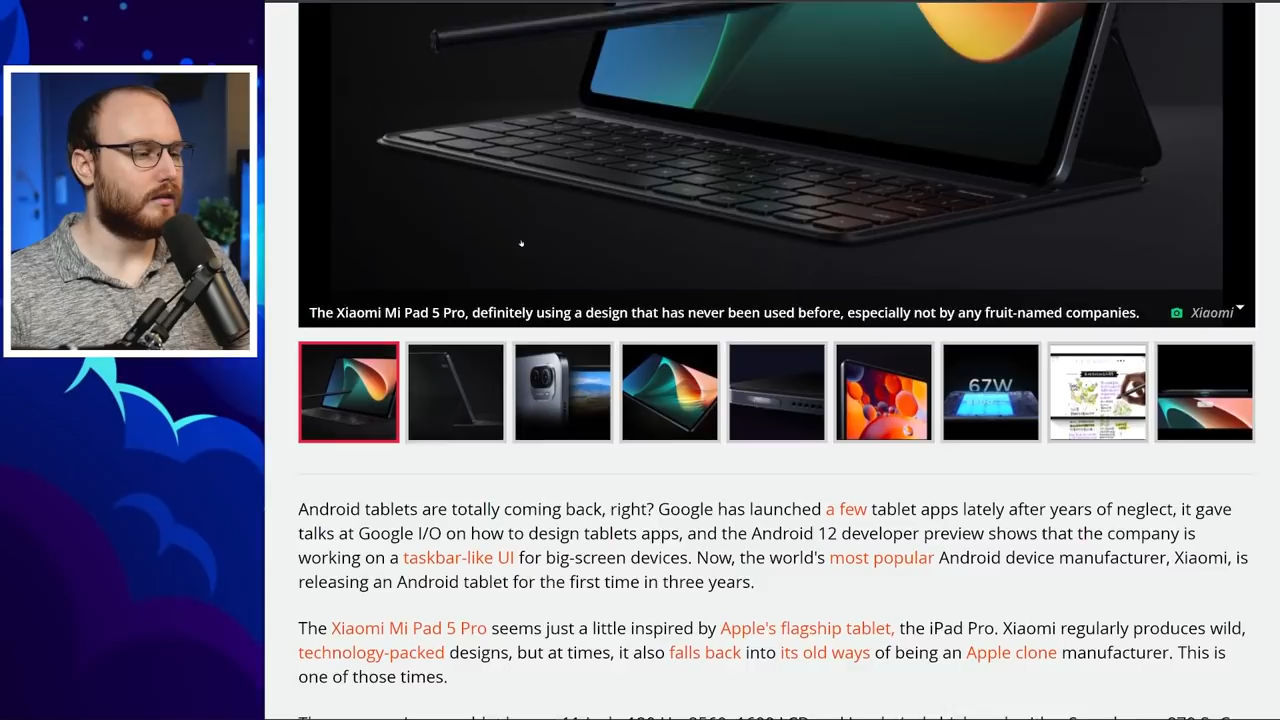 The Xiaomi Mi Pad 5 Pro, definitely using a design that has never been used before, especially not by any fruit-named companies.
Xiaomi
67W
Android tablets are totally coming back, right? Google has launched a few tablet apps lately after years of neglect, it gave
talks at Google I/O on how to design tablets apps, and the Android 12 developer preview shows that the company is
working on a taskbar-like UI for big-screen devices. Now, the world's most popular Android device manufacturer, Xiaomi, is
releasing an Android tablet for the first time in three years.
The Xiaomi Mi Pad 5 Pro seems just a little inspired by Apple's flagship tablet, the iPad Pro. Xiaomi regularly produces wild,
technology-packed designs, but at times, it also falls back into its old ways of being an Apple clone manufacturer. This is
one of those times.